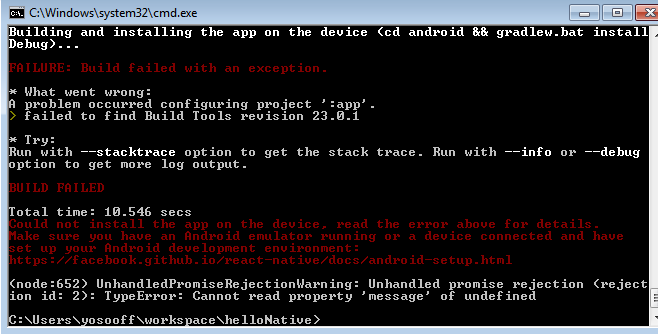 C:\Windows\system32\cmd.exe
Building and installing the app on the device (cd android && gradlew.bat install
Debug)...
FAILURE: Build failed with an exception.
* What went wrong:
A problem occurred configuring project ':app'.
> failed to find Build Tools revision 23.0.1
* Try:
Run with --stacktrace option to get the stack trace. Run with --info or --debug
option to get more log output.
BUILD FAILED
Total time: 10.546 secs
Could not install the app on the device, read the error above for details.
Make sure you have an Android emulator running or a device connected and have
set up your Android development environment:
https://facebook.github.io/react-native/docs/android-setup.html
(node:652) UnhandledPromiseRejectionWarning: Unhandled promise rejection (reject
ion id: 2): TypeError: Cannot read property 'message' of undefined
C:\Users\yosooff\workspace\helloNative>